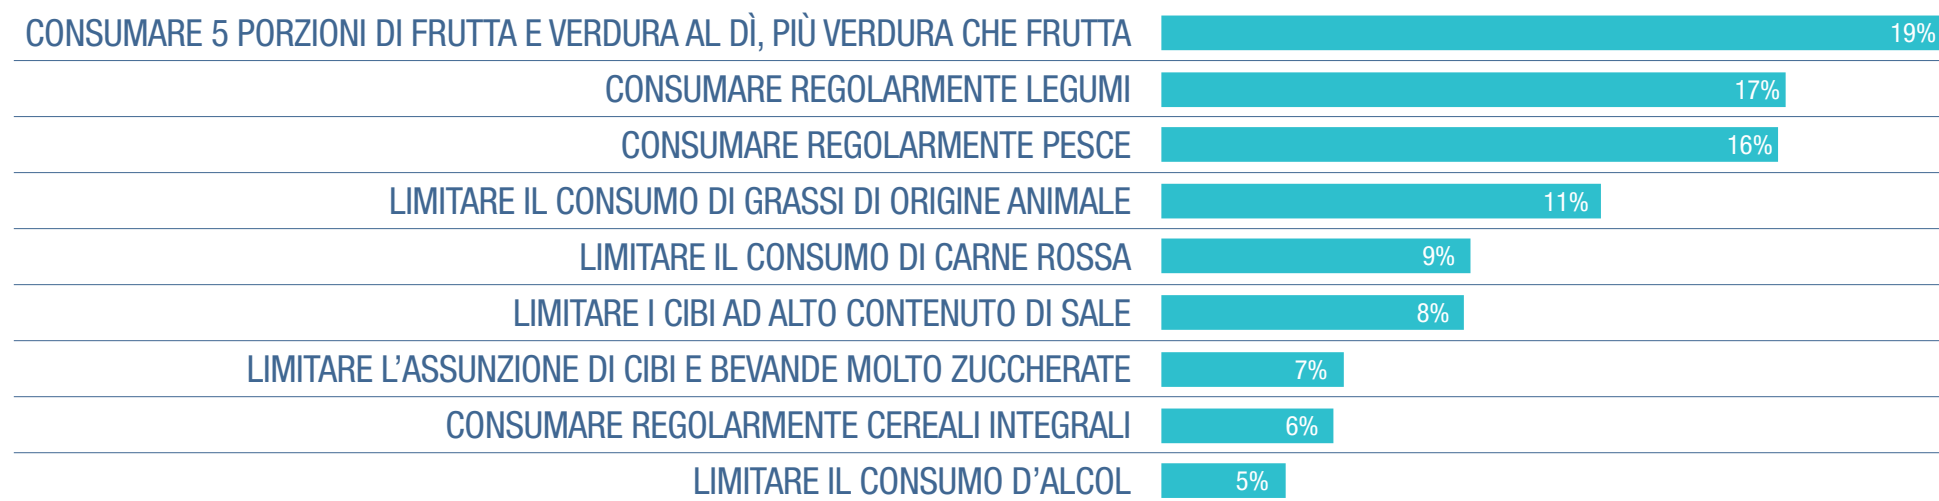 CONSUMARE 5 PORZIONI DI FRUTTA E VERDURA AL DÌ, PIÙ VERDURA CHE FRUTTA 19%
CONSUMARE REGOLARMENTE LEGUMI 17%
CONSUMARE REGOLARMENTE PESCE 16%
LIMITARE IL CONSUMO DI GRASSI DI ORIGINE ANIMALE 11%
LIMITARE IL CONSUMO DI CARNE ROSSA 9%
LIMITARE I CIBI AD ALTO CONTENUTO DI SALE 8%
LIMITARE L’ASSUNZIONE DI CIBI E BEVANDE MOLTO ZUCCHERATE 7%
CONSUMARE REGOLARMENTE CEREALI INTEGRALI 6%
LIMITARE IL CONSUMO D’ALCOL 5%